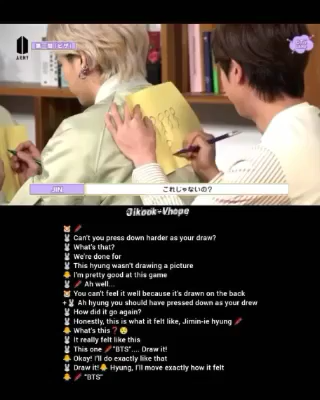 JIN
これじゃないの?
Jikook-Vhope
🐹 🖍
🐰 Can't you press down harder as your draw?
🐰 What's that?
🐰 We're done for
🐰 This hyung wasn't drawing a picture
🐥 I'm pretty good at this game
🐰 🖍 Ah well...
🐹 You can't feel it well because it's drawn on the back
+🐰 Okay hyung you should have pressed down as your drew
🐰 How did it go again?
🐰 Honestly, this is what it felt like, Jimin-ie hyung 🖍
🐥 What's this❓😯
🐰 It really felt like this
🐰 This one 🖍"BTS".... Draw it!
🐥 Okay! I'll do exactly like that
🐰 Draw it!🐥 Hyung, I'll move exactly how it felt
🐥 🖍 "BTS"